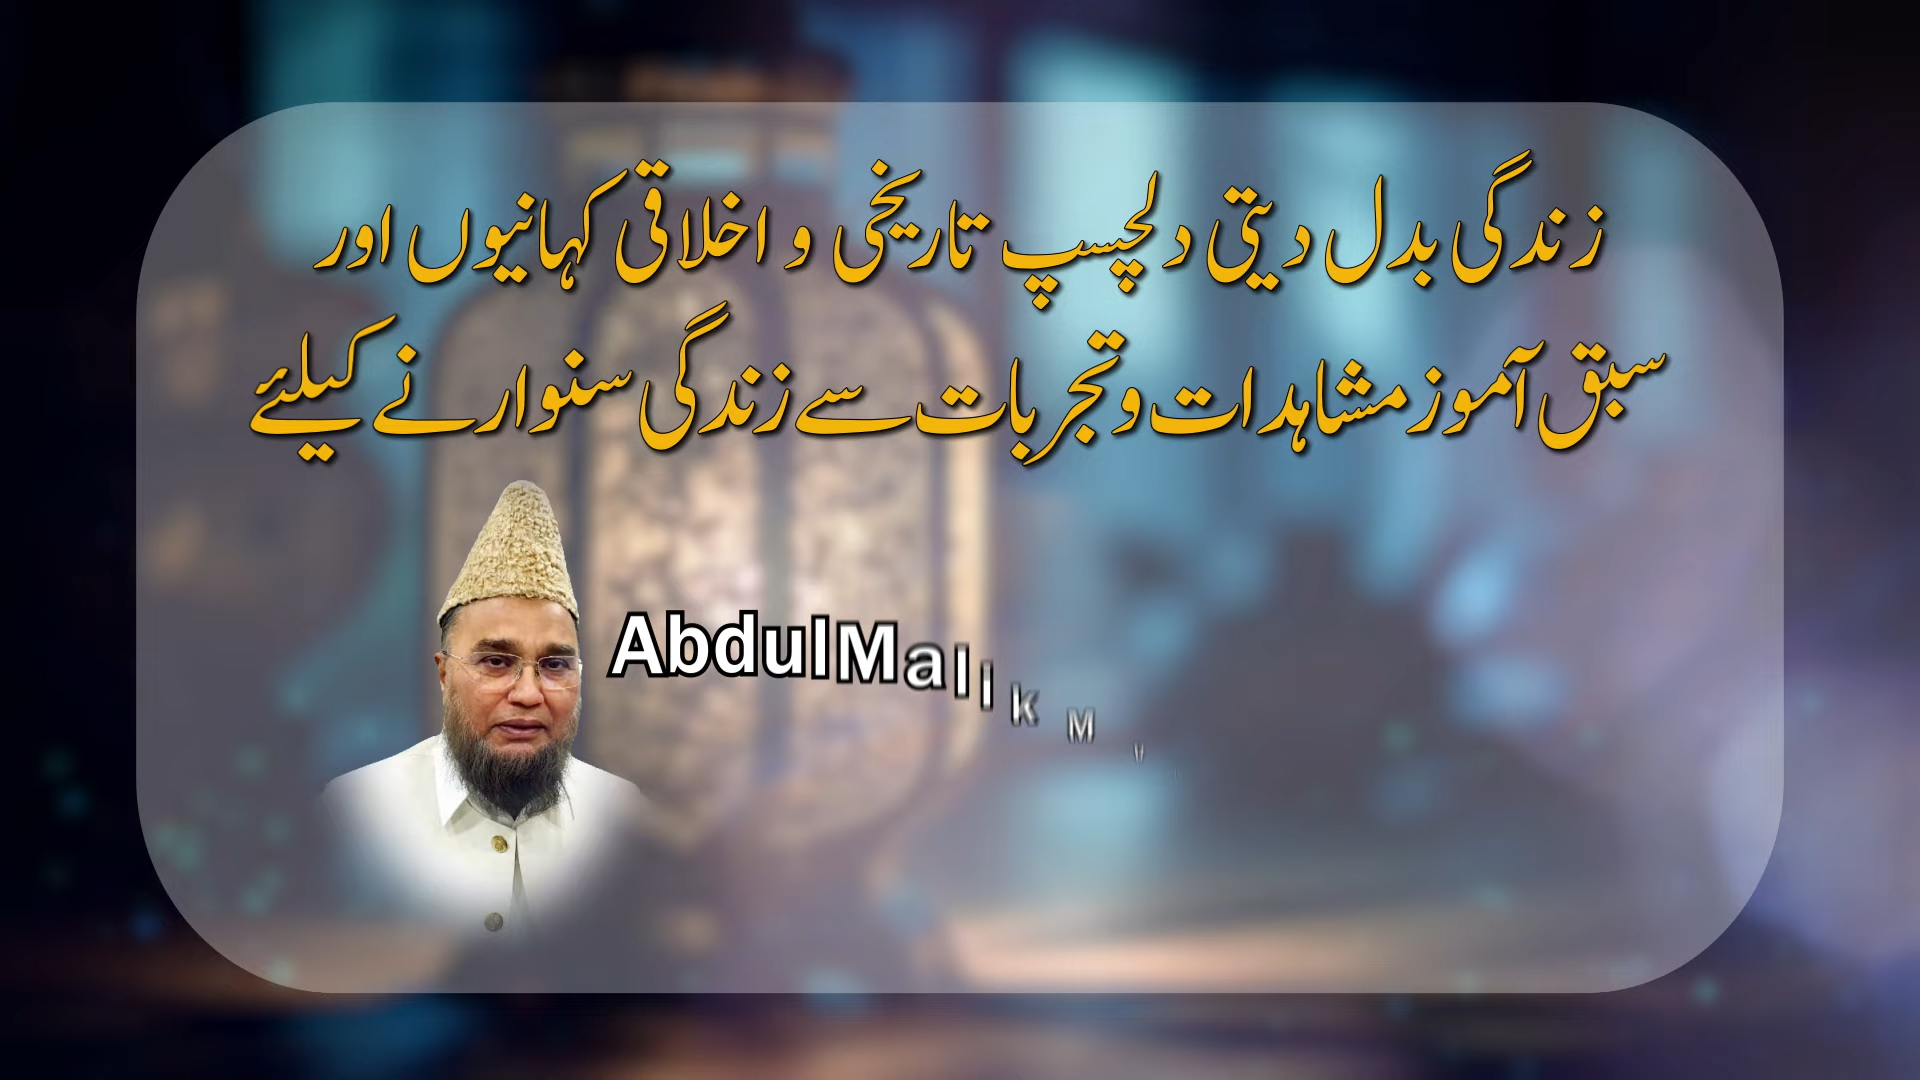 زندگی بدل دیتی دلچسپ تاریخی و اخلاقی کہانیوں اور
سبق آموز مشاہدات و تجربات سے زندگی سنوارنے کیلئے
AbdulMalik M